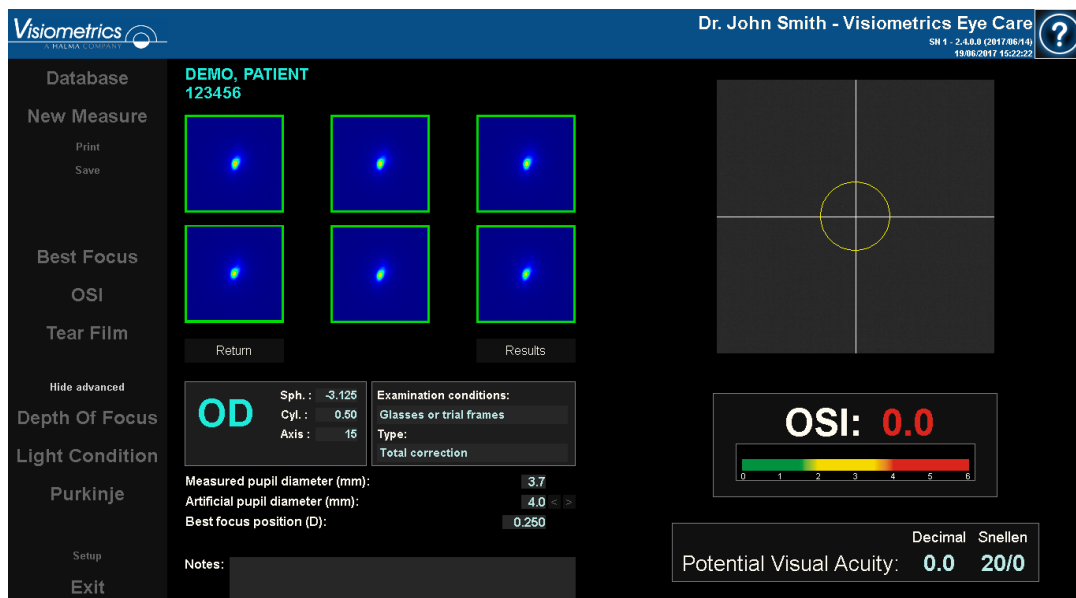 Visiometrics
A HALMA COMPANY
Dr. John Smith - Visiometrics Eye Care
SN 1 - 2.4.0.0 (2017/06/14)
19/06/2017 15:22:22
?
Database
New Measure
Print
Save
Best Focus
OSI
Tear Film
Hide advanced
Depth Of Focus
Light Condition
Purkinje
Setup
Exit
DEMO, PATIENT
123456
Return
Results
OD
Sph. : -3.125
Cyl. : 0.50
Axis : 15
Examination conditions:
Glasses or trial frames
Type:
Total correction
Measured pupil diameter (mm): 3.7
Artificial pupil diameter (mm): 4.0 < >
Best focus position (D): 0.250
Notes:
OSI: 0.0
0 1 2 3 4 5 6
Decimal Snellen
Potential Visual Acuity: 0.0 20/0